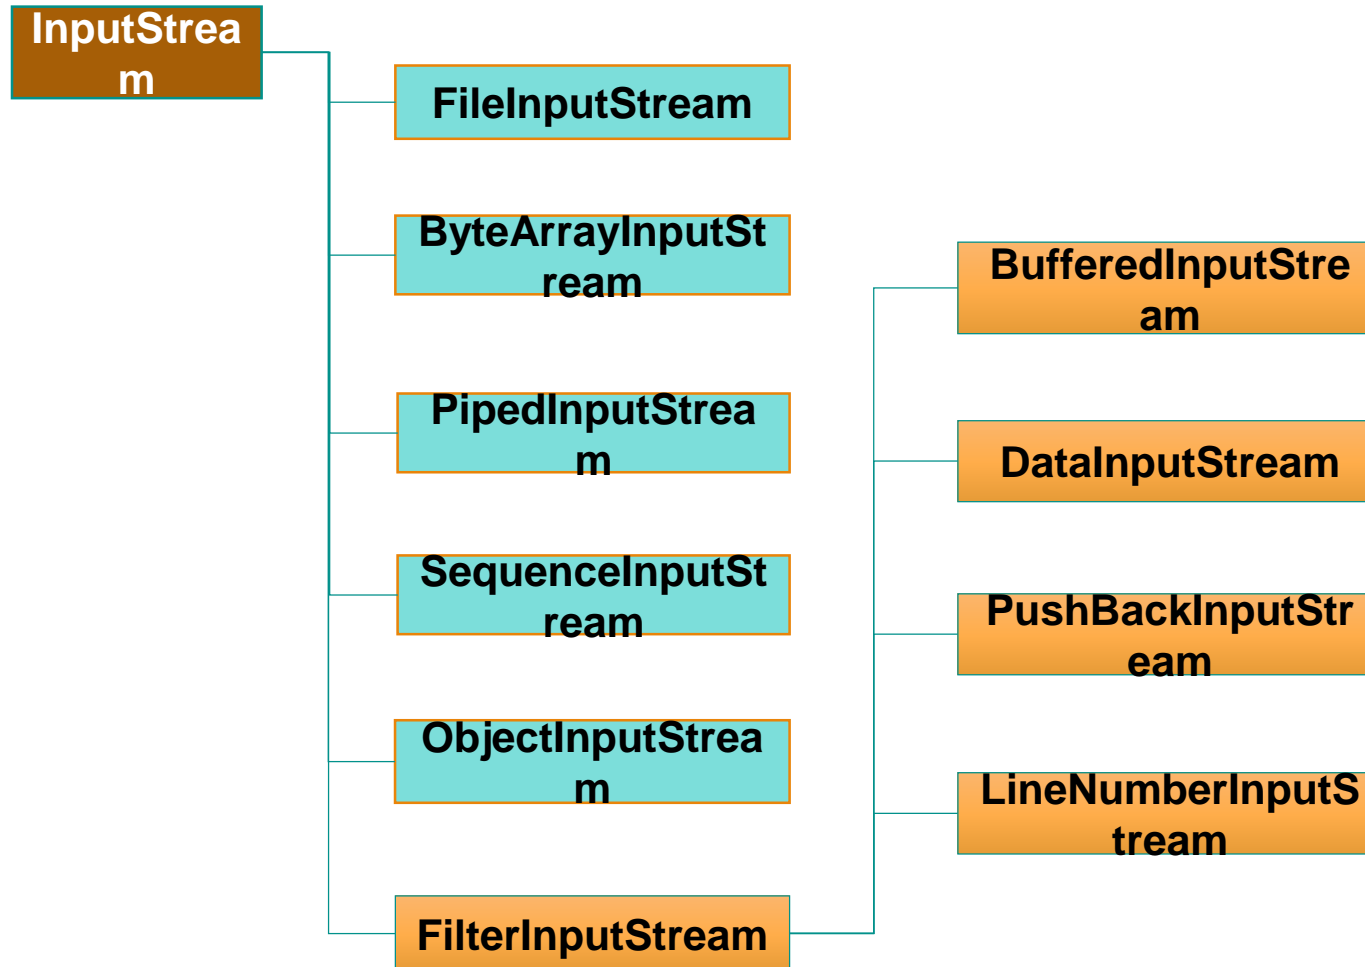 InputStrea
m
FileInputStream
ByteArrayInputSt
ream
PipedInputStrea
m
SequenceInputSt
ream
ObjectInputStrea
m
FilterInputStream
BufferedInputStre
am
DataInputStream
PushBackInputStr
eam
LineNumberInputS
tream